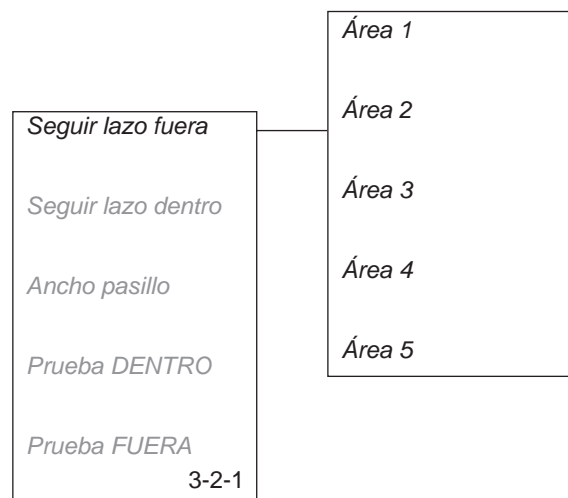 Seguir lazo fuera
Seguir lazo dentro
Ancho pasillo
Prueba DENTRO
Prueba FUERA
3-2-1
Área 1
Área 2
Área 3
Área 4
Área 5